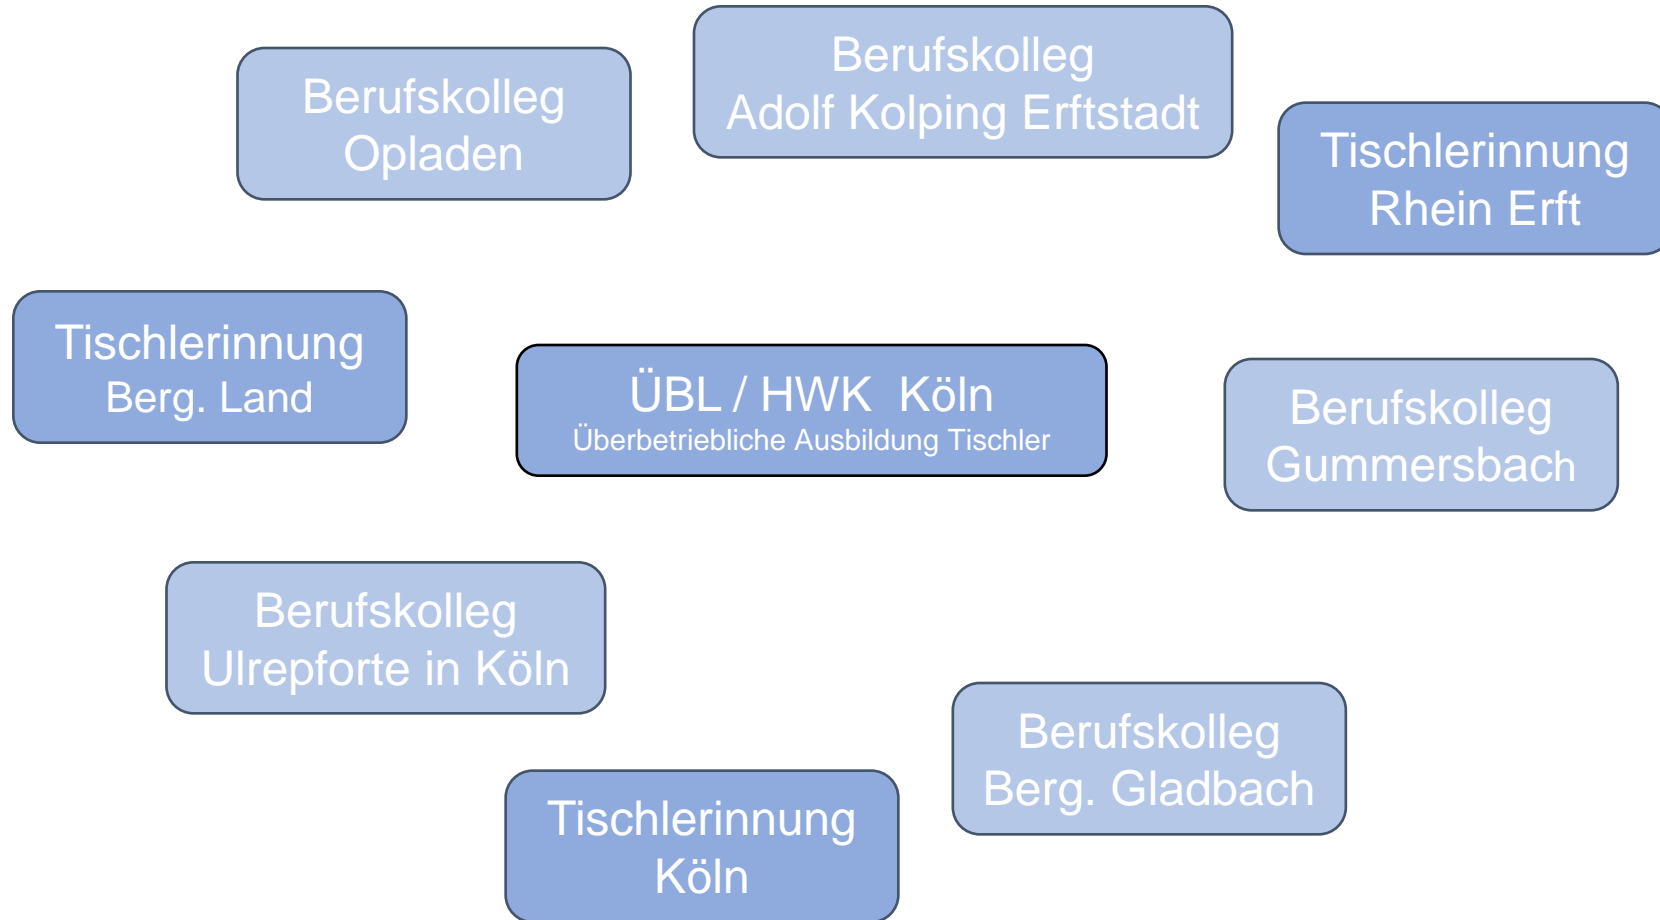 Berufskolleg
Opladen
Berufskolleg
Adolf Kolping Erftstadt
Tischlerinnung
Rhein Erft
Tischlerinnung
Berg. Land
ÜBL / HWK Köln
Überbetriebliche Ausbildung Tischler
Berufskolleg
Gummersbach
Berufskolleg
Ulrepforte in Köln
Berufskolleg
Berg. Gladbach
Tischlerinnung
Köln